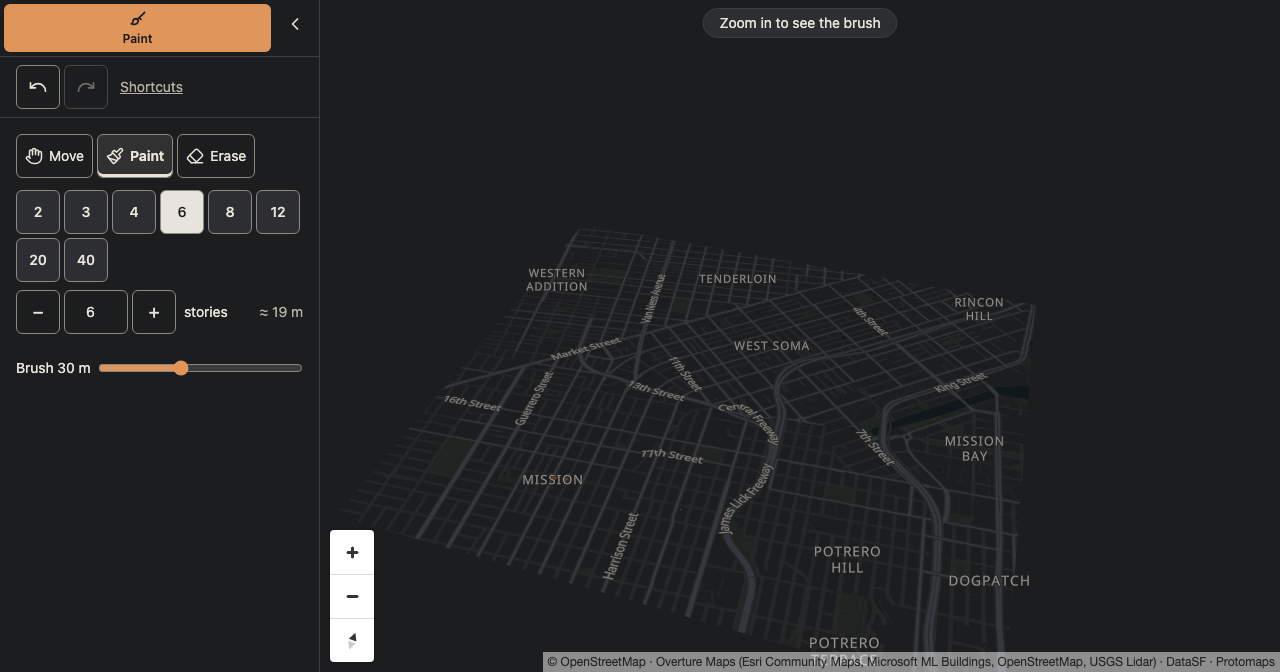 Paint
Zoom in to see the brush
Shortcuts
Move
Paint
Erase
2
3
4
6
8
12
20
40
6
stories
≈ 19 m
Brush 30 m
WESTERN
ADDITION
TENDERLOIN
Van Ness Avenue
RINCON
HILL
4th Street
WEST SOMA
Market Street
11th Street
13th Street
King Street
Guerrero Street
16th Street
Central Freeway
7th Street
MISSION
BAY
17th Street
MISSION
James Lick Freeway
Harrison Street
POTRERO
HILL
DOGPATCH
POTRERO
TERRACE
© OpenStreetMap · Overture Maps (Esri Community Maps, Microsoft ML Buildings, OpenStreetMap, USGS Lidar) · DataSF · Protomaps